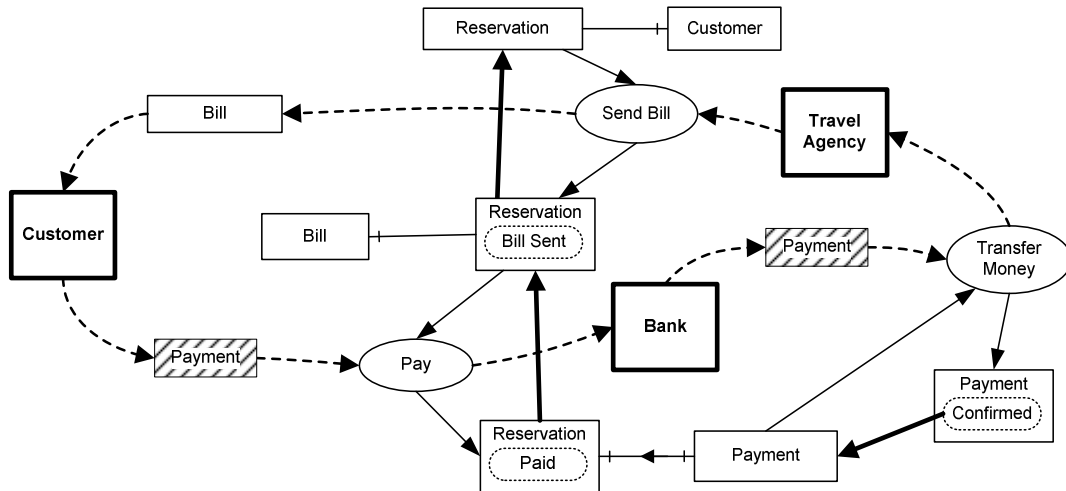 Reservation
Customer
Bill
Send Bill
Travel
Agency
Customer
Bill
Reservation
Bill Sent
Payment
Transfer
Money
Bank
Payment
Pay
Reservation
Paid
Payment
Payment
Confirmed